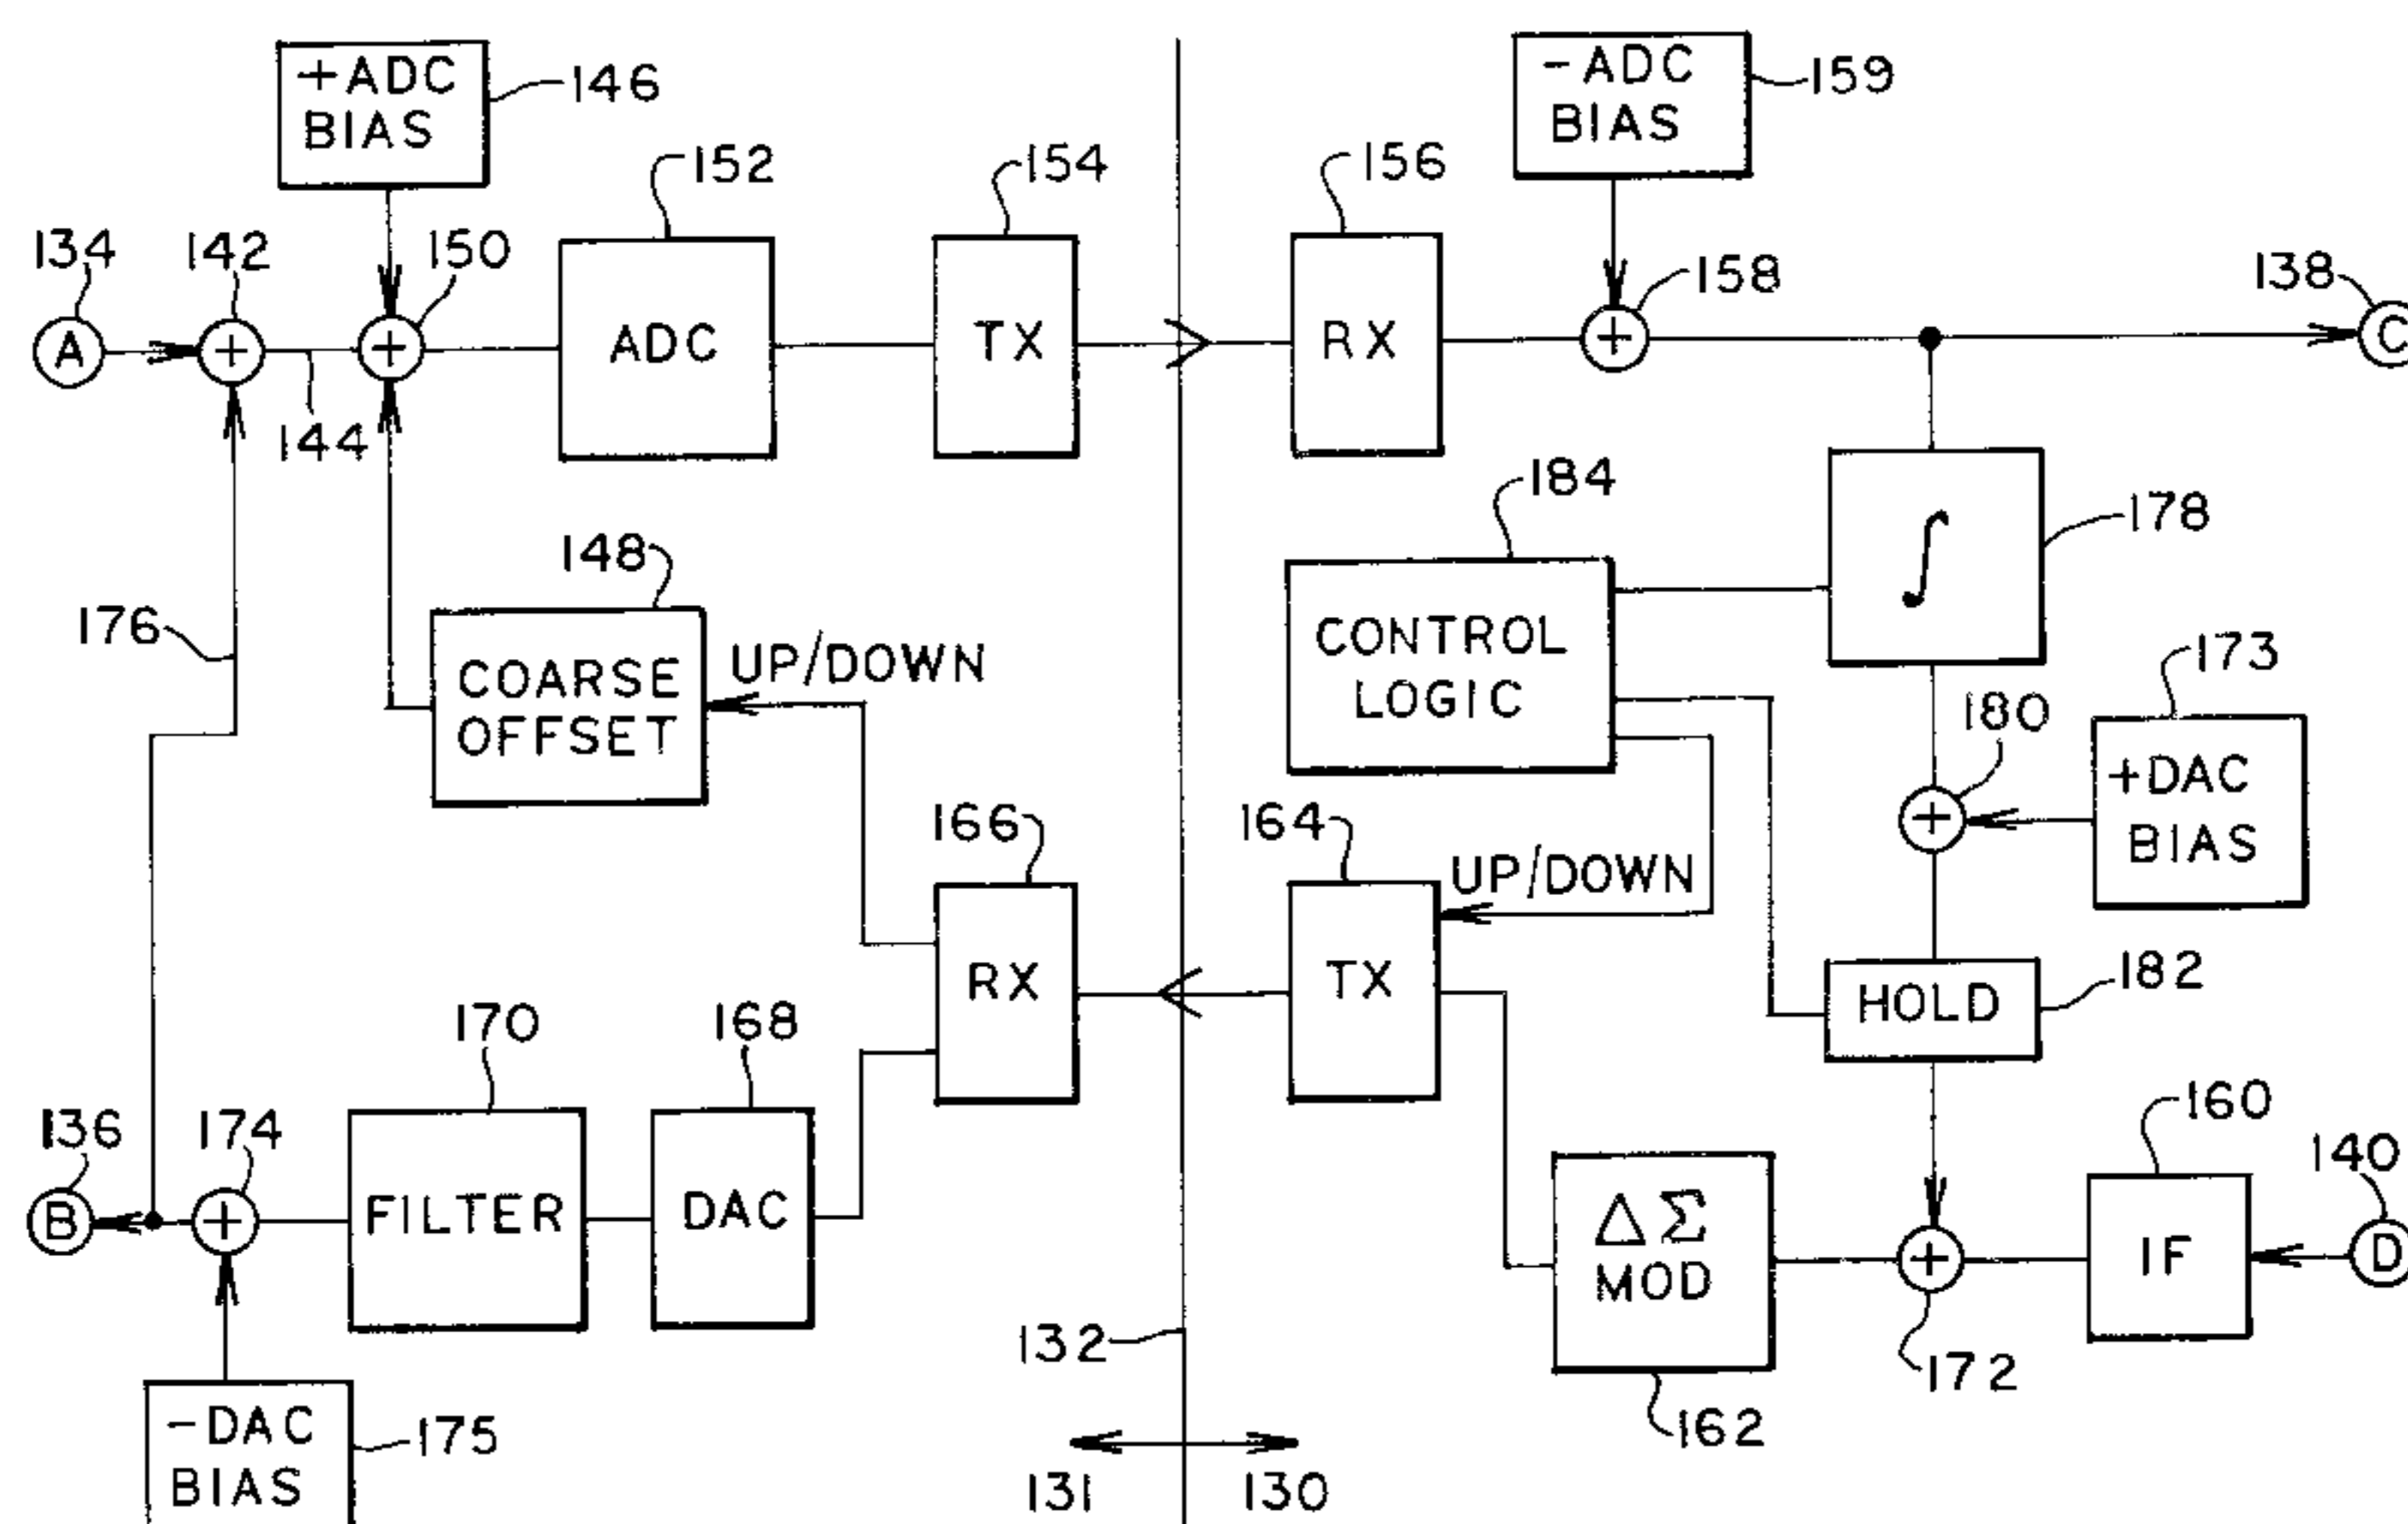 +ADC
BIAS
146
-ADC
BIAS
159
152
154
156
134
142
150
158
138
A
+
+
ADC
TX
RX
+
C
144
184
178
148
∫
176
UP/DOWN
COARSE
OFFSET
CONTROL
LOGIC
173
180
+DAC
BIAS
+
166
164
UP/DOWN
RX
TX
HOLD
182
170
168
160
136
174
140
B
+
FILTER
DAC
ΔΣ
MOD
+
IF
D
132
172
-DAC
BIAS
175
162
131
130